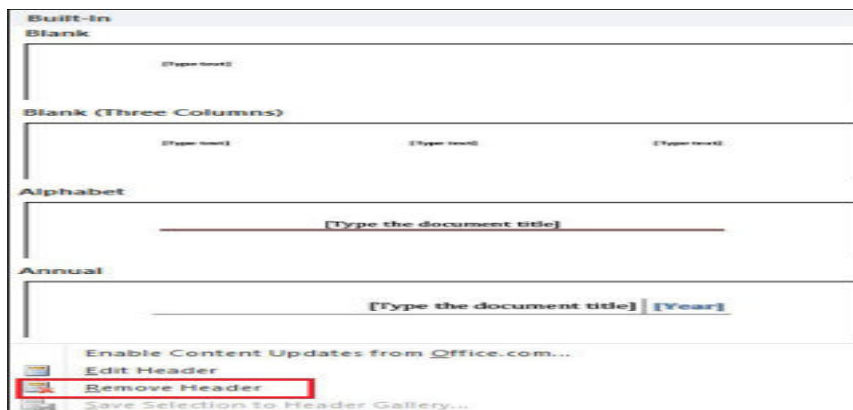 Built-In
Blank
[Type text]
Blank (Three Columns)
[Type text] [Type text] [Type text]
Alphabet
[Type the document title]
Annual
[Type the document title] [Year]
Enable Content Updates from Office.com...
Edit Header
Remove Header
Save Selection to Header Gallery...